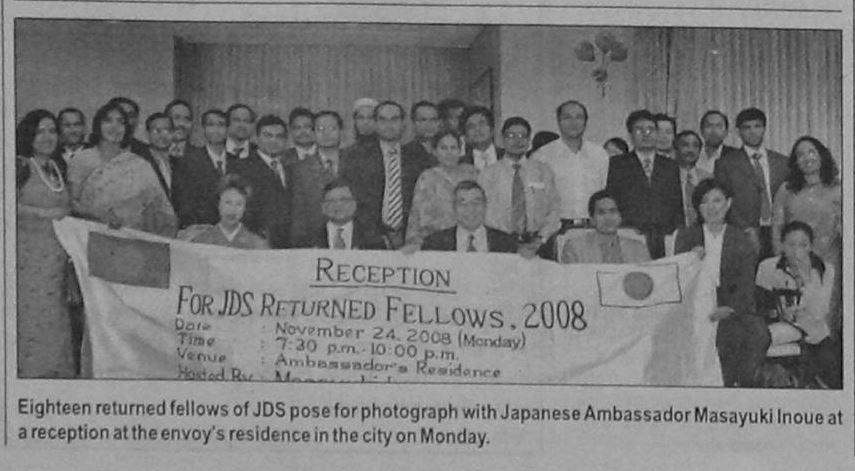 RECEPTION
FOR JDS RETURNED FELLOWS, 2008
Date : November 24, 2008 (Monday)
Time : 7:30 p.m.-10:00 p.m.
Venue : Ambassador's Residence
Hosted By :
Eighteen returned fellows of JDS pose for photograph with Japanese Ambassador Masayuki Inoue at
a reception at the envoy's residence in the city on Monday.